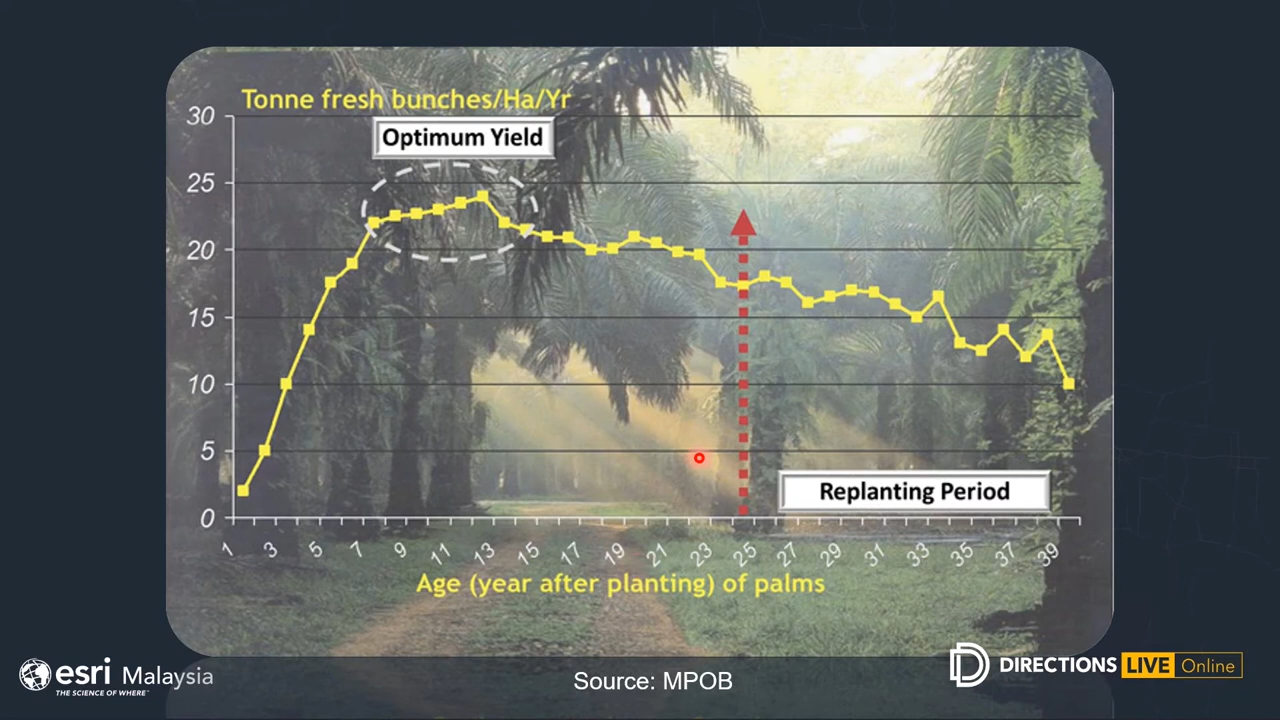 Tonne fresh bunches/Ha/Yr
Optimum Yield
30
25
20
15
10
5
0
1 3 5 7 9 11 13 15 17 19 21 23 25 27 29 31 33 35 37 39
Replanting Period
Age (year after planting) of palms
esri Malaysia
THE SCIENCE OF WHERE™
Source: MPOB
DIRECTIONS LIVE Online